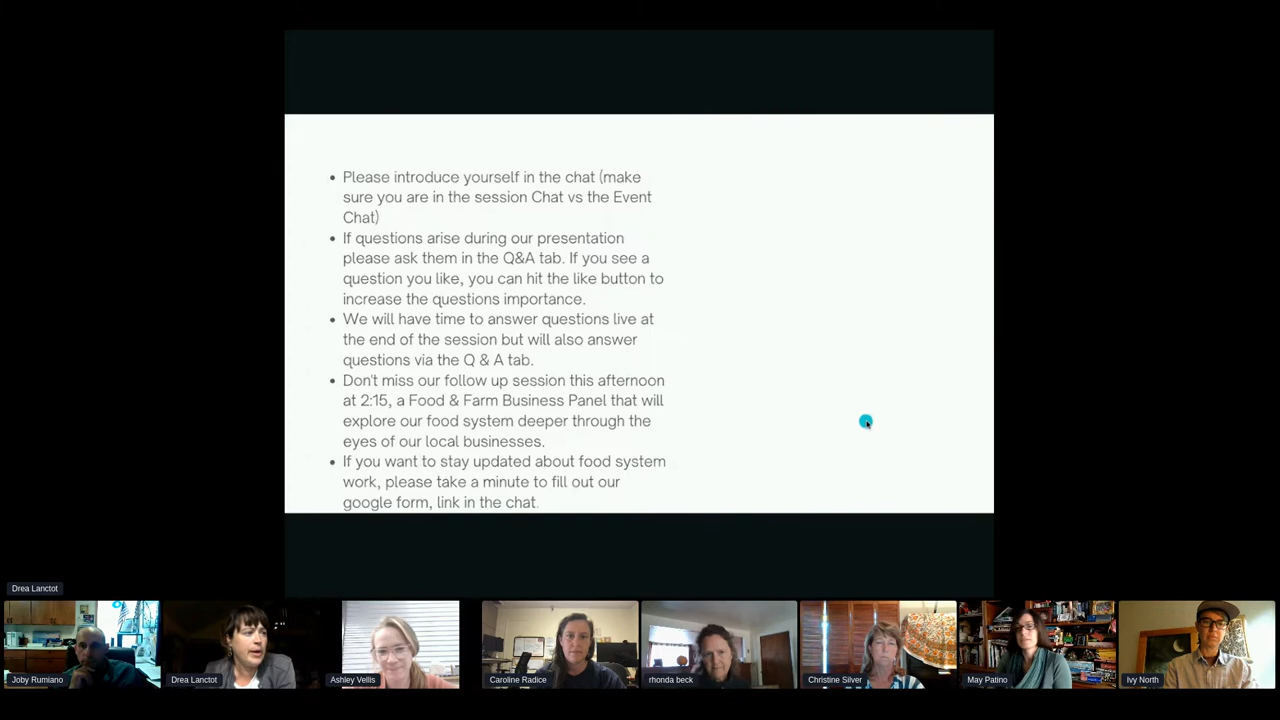 • Please introduce yourself in the chat (make
sure you are in the session Chat vs the Event
Chat)
• If questions arise during our presentation
please ask them in the Q&A tab. If you see a
question you like, you can hit the like button to
increase the questions importance.
• We will have time to answer questions live at
the end of the session but will also answer
questions via the Q & A tab.
• Don't miss our follow up session this afternoon
at 2:15, a Food & Farm Business Panel that will
explore our food system deeper through the
eyes of our local businesses.
• If you want to stay updated about food system
work, please take a minute to fill out our
google form, link in the chat.
Drea Lanctot
Joby Rumiano
Drea Lanctot
Ashley Vellis
Caroline Radice
rhonda beck
Christine Silver
May Patino
Ivy North